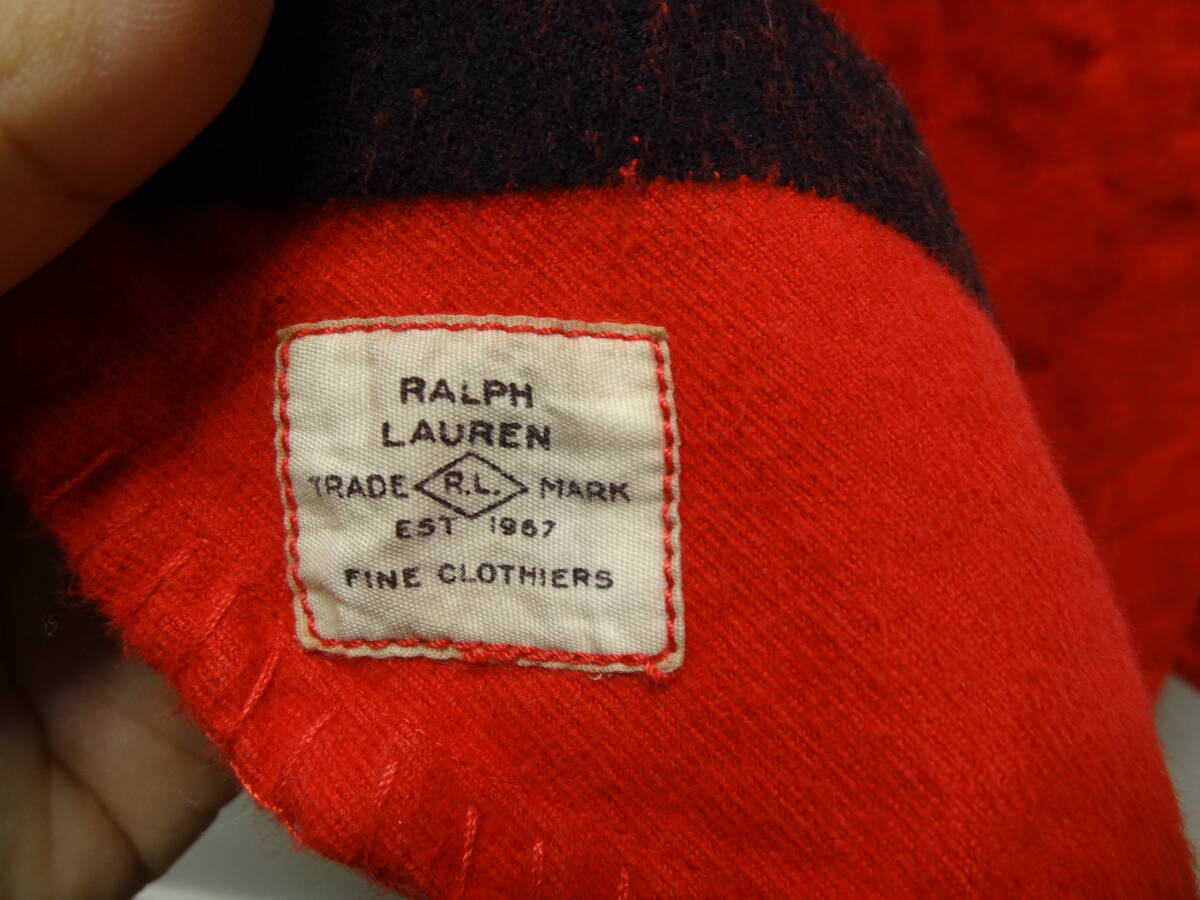 RALPH
LAUREN
TRADE R.L. MARK
EST 1967
FINE CLOTHIERS